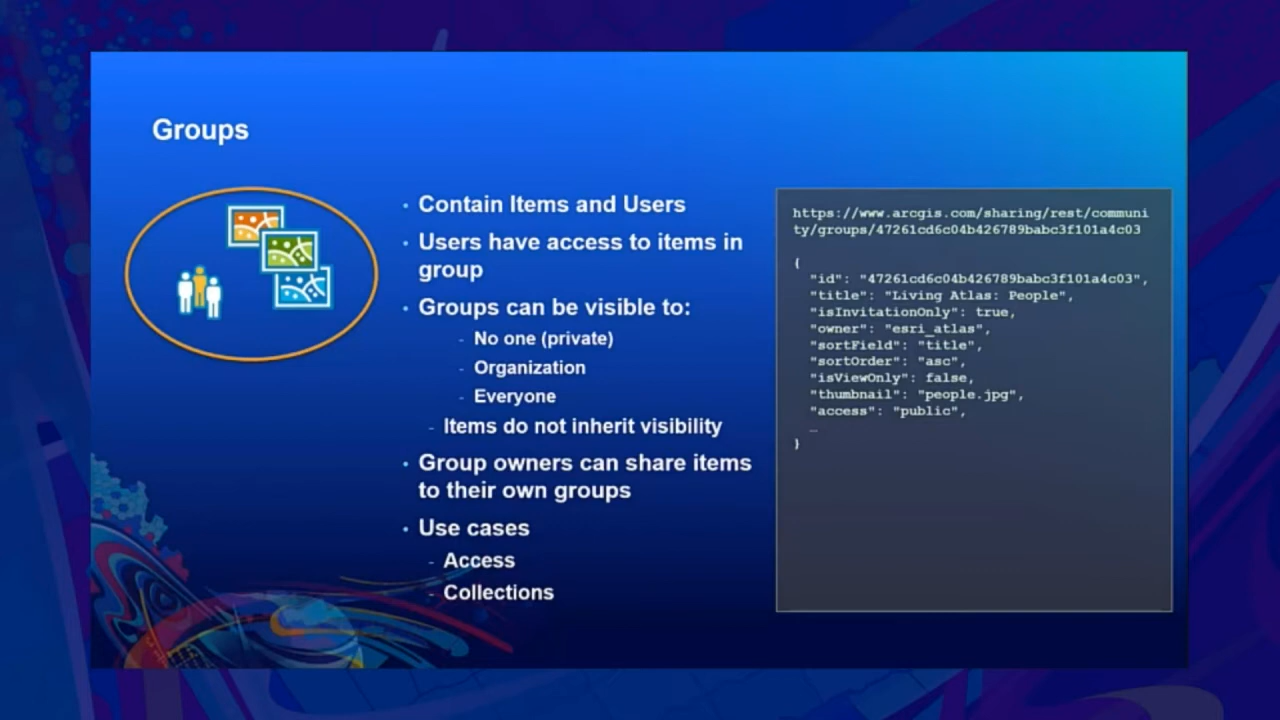 Groups
• Contain Items and Users
• Users have access to items in
group
• Groups can be visible to:
- No one (private)
- Organization
- Everyone
- Items do not inherit visibility
• Group owners can share items
to their own groups
• Use cases
- Access
- Collections
https://www.arcgis.com/sharing/rest/communi
ty/groups/47261cd6c04b426789babc3f101a4c03
{
"id": "47261cd6c04b426789babc3f101a4c03",
"title": "Living Atlas: People",
"isInvitationOnly": true,
"owner": "esri_atlas",
"sortField": "title",
"sortOrder": "asc",
"isViewOnly": false,
"thumbnail": "people.jpg",
"access": "public",
…
}